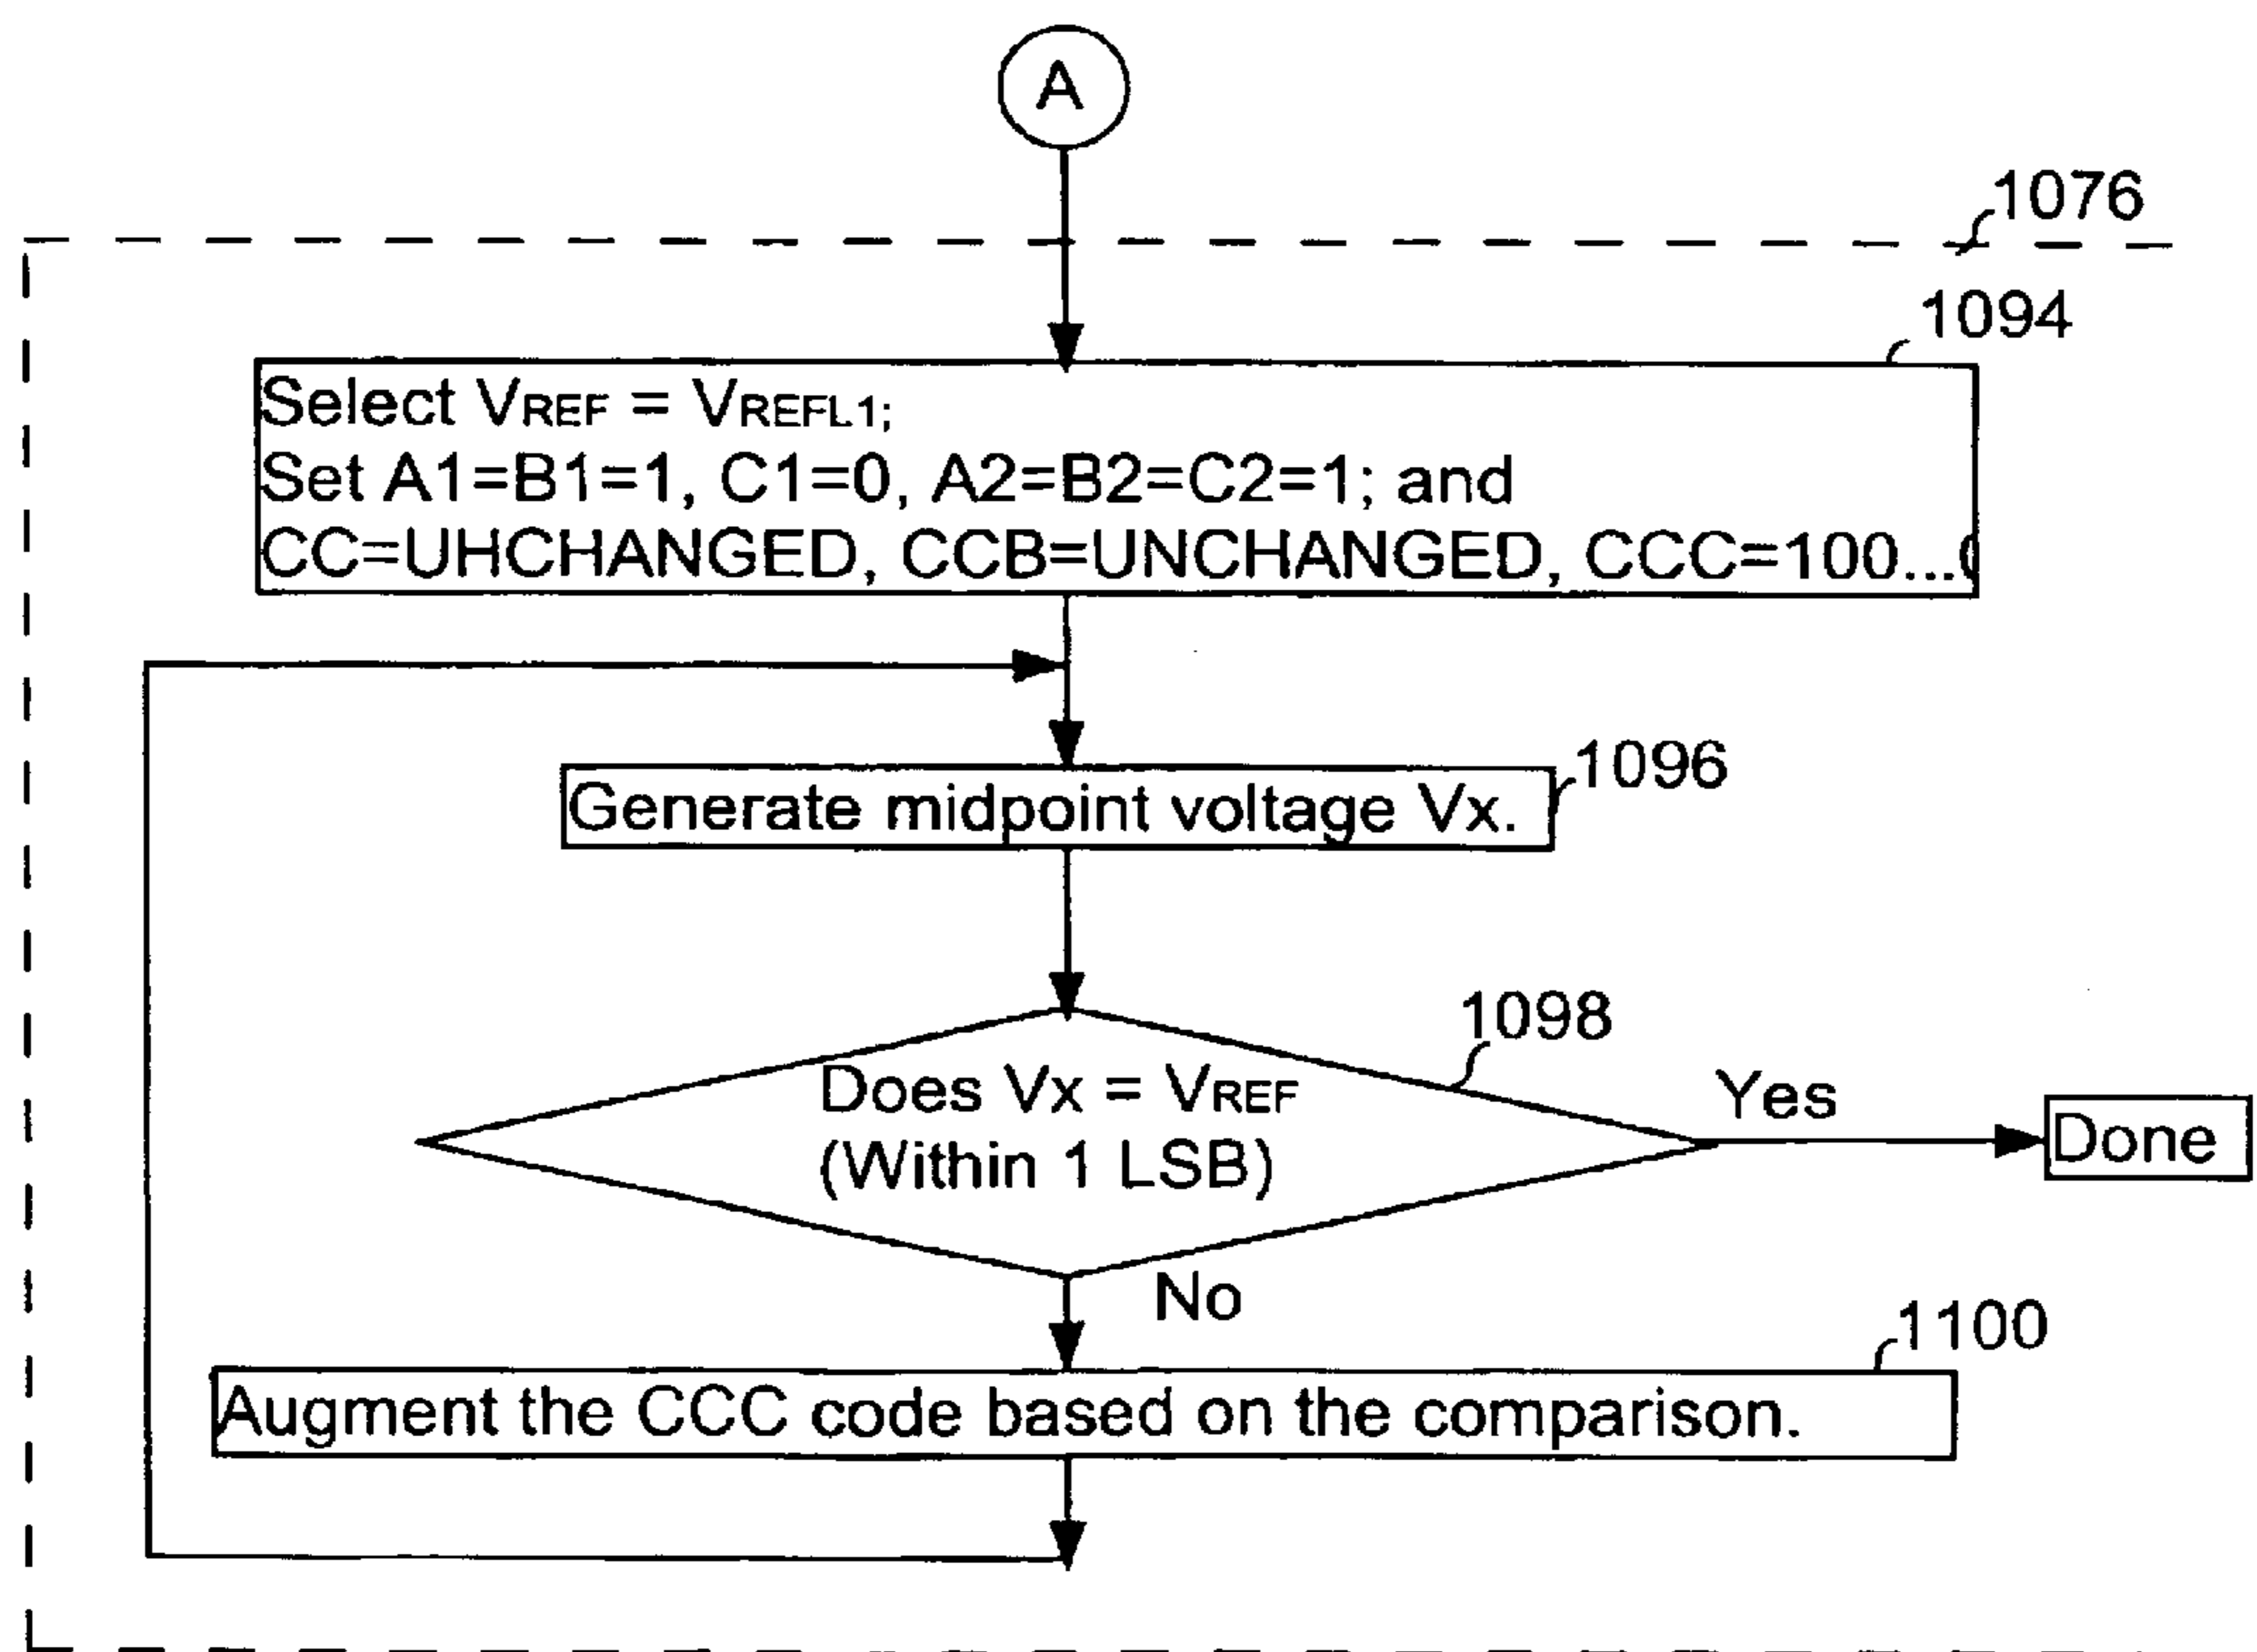 A
1076
1094
Select VREF = VREFL1;
Set A1=B1=1, C1=0, A2=B2=C2=1; and
CC=UHCHANGED, CCB=UNCHANGED, CCC=100...
1096
Generate midpoint voltage Vx.
1098
Does Vx = VREF
(Within 1 LSB)
Yes
Done
No
1100
Augment the CCC code based on the comparison.